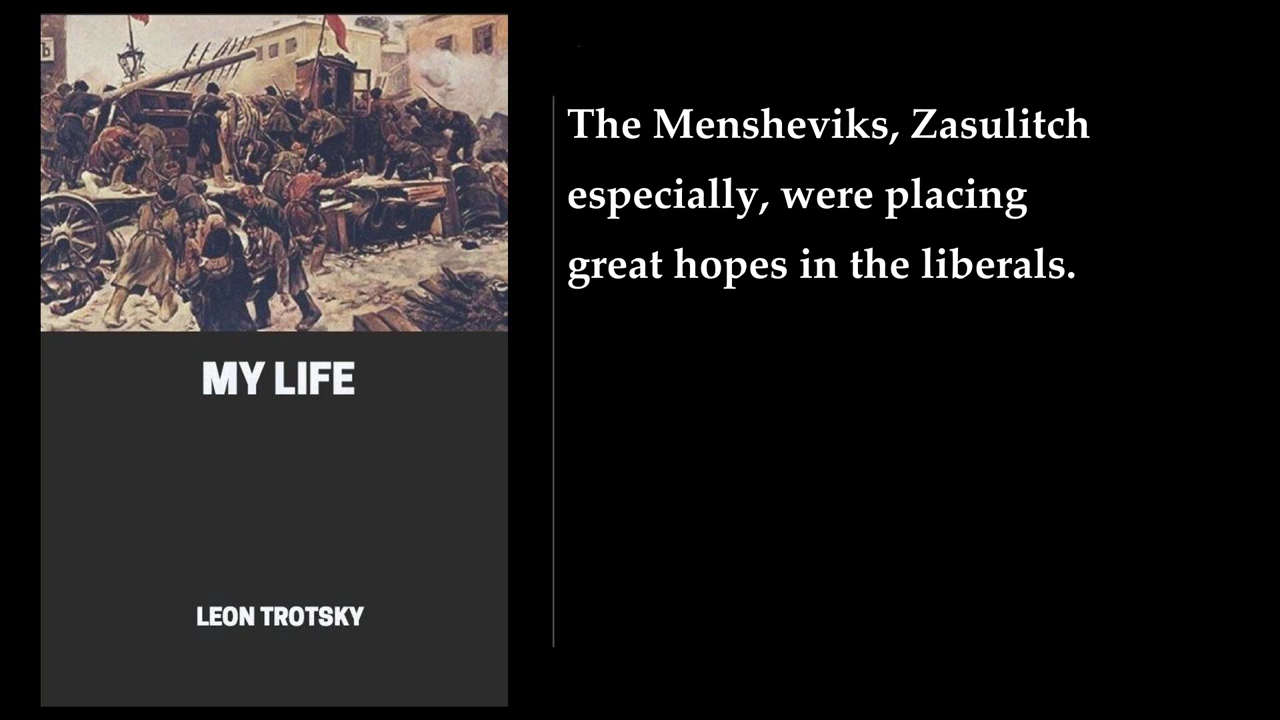 MY LIFE
LEON TROTSKY
The Mensheviks, Zasulitch
especially, were placing
great hopes in the liberals.